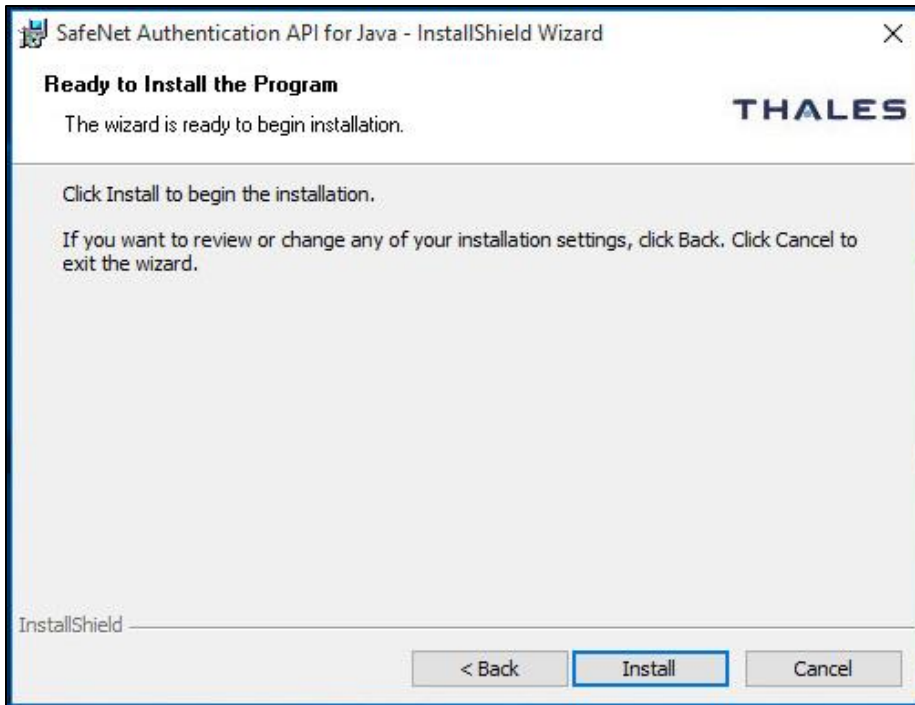 SafeNet Authentication API for Java - InstallShield Wizard
Ready to Install the Program
The wizard is ready to begin installation.
THALES
Click Install to begin the installation.
If you want to review or change any of your installation settings, click Back. Click Cancel to
exit the wizard.
InstallShield
< Back
Install
Cancel